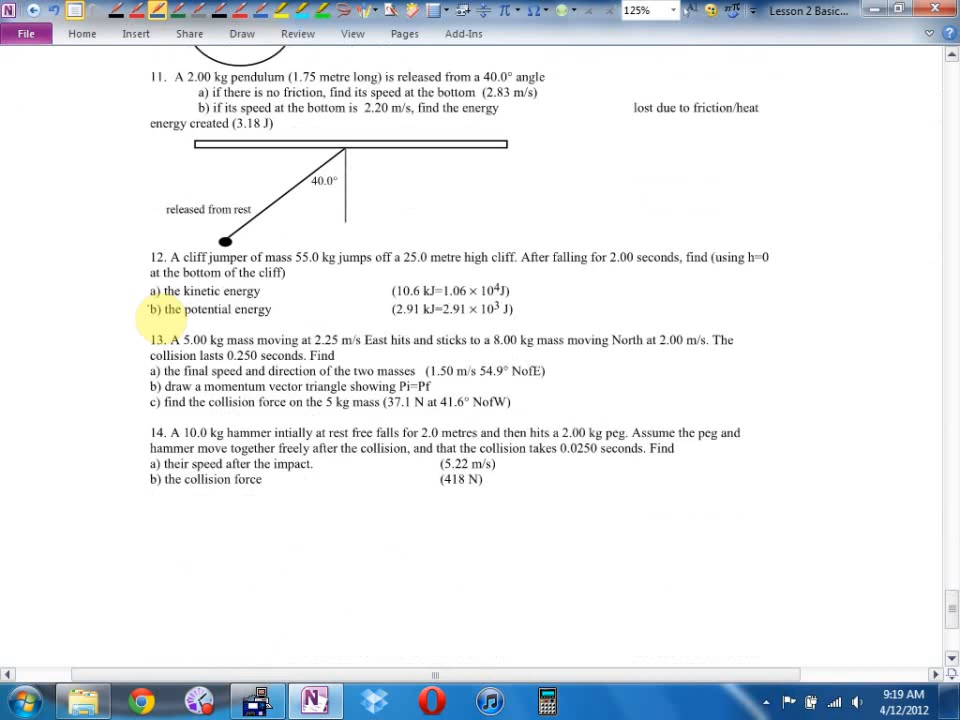 125%
Lesson 2 Basic...
File Home Insert Share Draw Review View Pages Add-Ins
11. A 2.00 kg pendulum (1.75 metre long) is released from a 40.0° angle
a) if there is no friction, find its speed at the bottom (2.83 m/s)
b) if its speed at the bottom is 2.20 m/s, find the energy lost due to friction/heat
energy created (3.18 J)
40.0°
released from rest
12. A cliff jumper of mass 55.0 kg jumps off a 25.0 metre high cliff. After falling for 2.00 seconds, find (using h=0
at the bottom of the cliff)
a) the kinetic energy (10.6 kJ=1.06 × 10⁴J)
b) the potential energy (2.91 kJ=2.91 × 10³ J)
13. A 5.00 kg mass moving at 2.25 m/s East hits and sticks to a 8.00 kg mass moving North at 2.00 m/s. The
collision lasts 0.250 seconds. Find
a) the final speed and direction of the two masses (1.50 m/s 54.9° NofE)
b) draw a momentum vector triangle showing Pi=Pf
c) find the collision force on the 5 kg mass (37.1 N at 41.6° NofW)
14. A 10.0 kg hammer intially at rest free falls for 2.0 metres and then hits a 2.00 kg peg. Assume the peg and
hammer move together freely after the collision, and that the collision takes 0.0250 seconds. Find
a) their speed after the impact. (5.22 m/s)
b) the collision force (418 N)
9:19 AM
4/12/2012